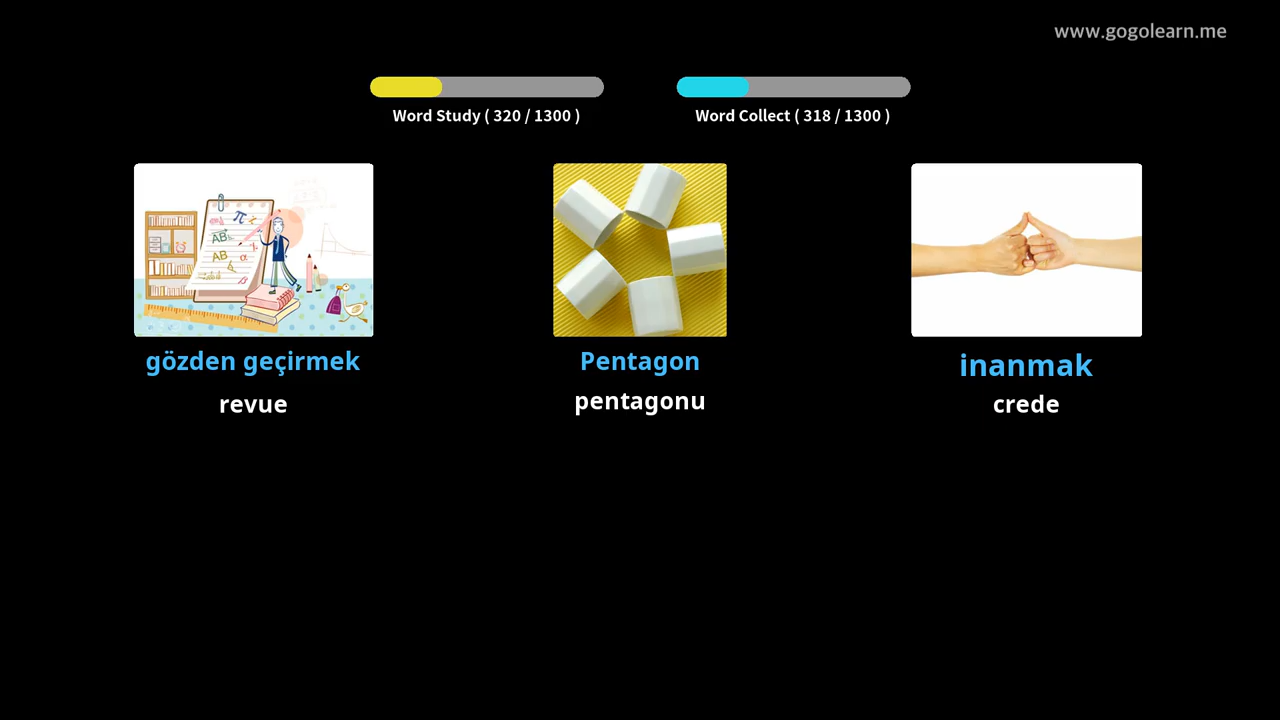 www.gogolearn.me
Word Study ( 320 / 1300 )
Word Collect ( 318 / 1300 )
gözden geçirmek
revue
Pentagon
pentagonu
inanmak
crede